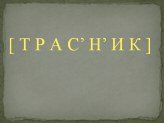 [ Т Р А С’ Н’ И К ]